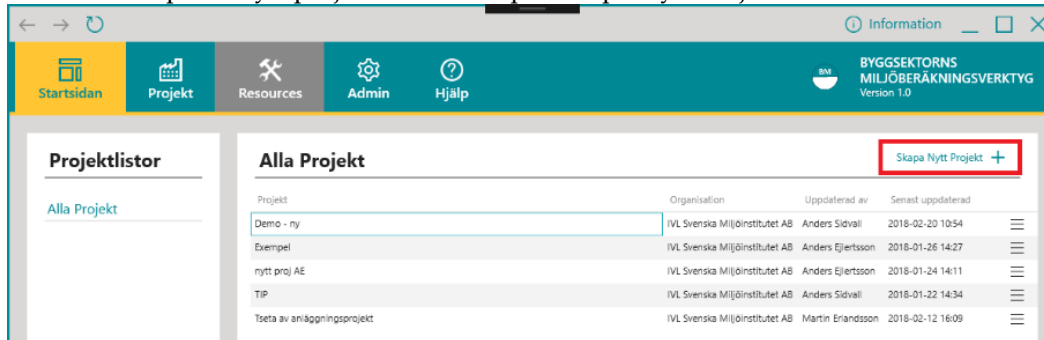 Information
BYGGSEKTORNS
MILJÖBERÄKNINGSVERKTYG
Version 1.0
BM
Startsidan Projekt Resources Admin Hjälp
Projektlistor
Alla Projekt
Alla Projekt
Skapa Nytt Projekt
Projekt Organisation Uppdaterad av Senast uppdaterad
Demo - ny IVL Svenska Miljöinstitutet AB Anders Sidvall 2018-02-20 10:54
Exempel IVL Svenska Miljöinstitutet AB Anders Ejlertsson 2018-01-26 14:27
nytt proj AE IVL Svenska Miljöinstitutet AB Anders Ejlertsson 2018-01-24 14:11
TIP IVL Svenska Miljöinstitutet AB Anders Sidvall 2018-01-22 14:34
Tseta av anläggningsprojekt IVL Svenska Miljöinstitutet AB Martin Erlandsson 2018-02-12 16:09